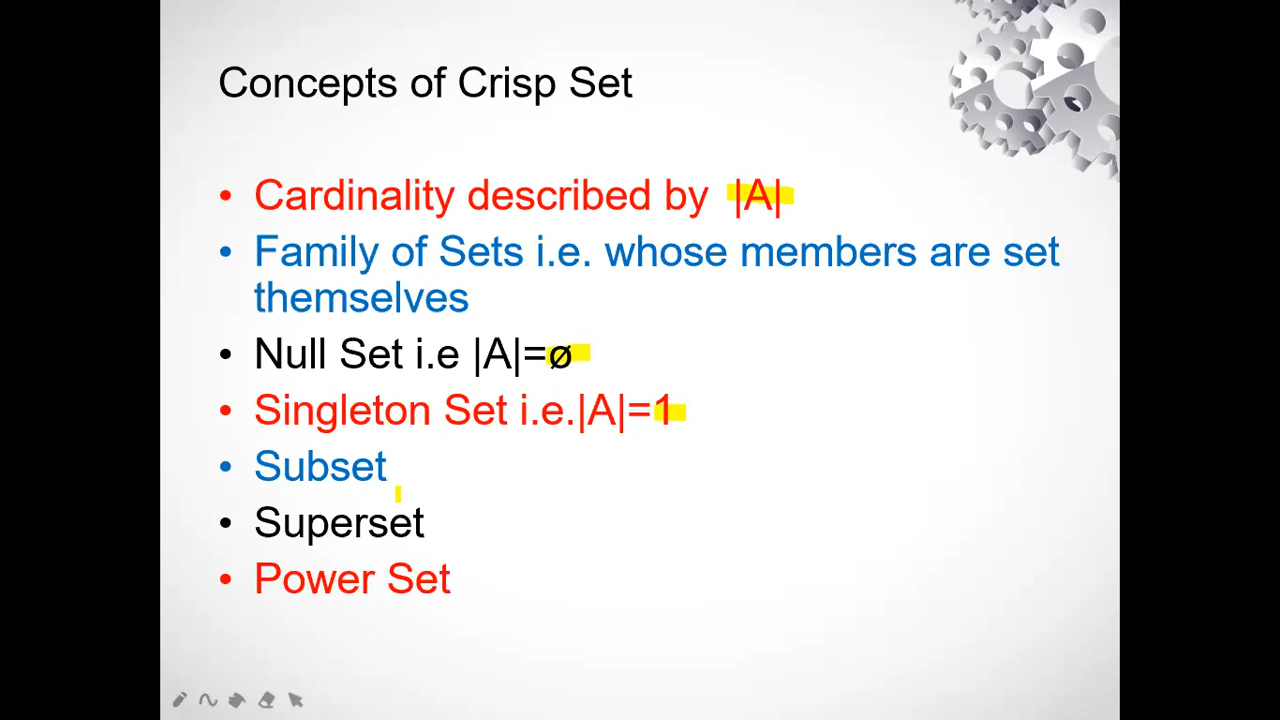 Concepts of Crisp Set
• Cardinality described by |A|
• Family of Sets i.e. whose members are set
themselves
• Null Set i.e |A|=ø
• Singleton Set i.e.|A|=1
• Subset
• Superset
• Power Set